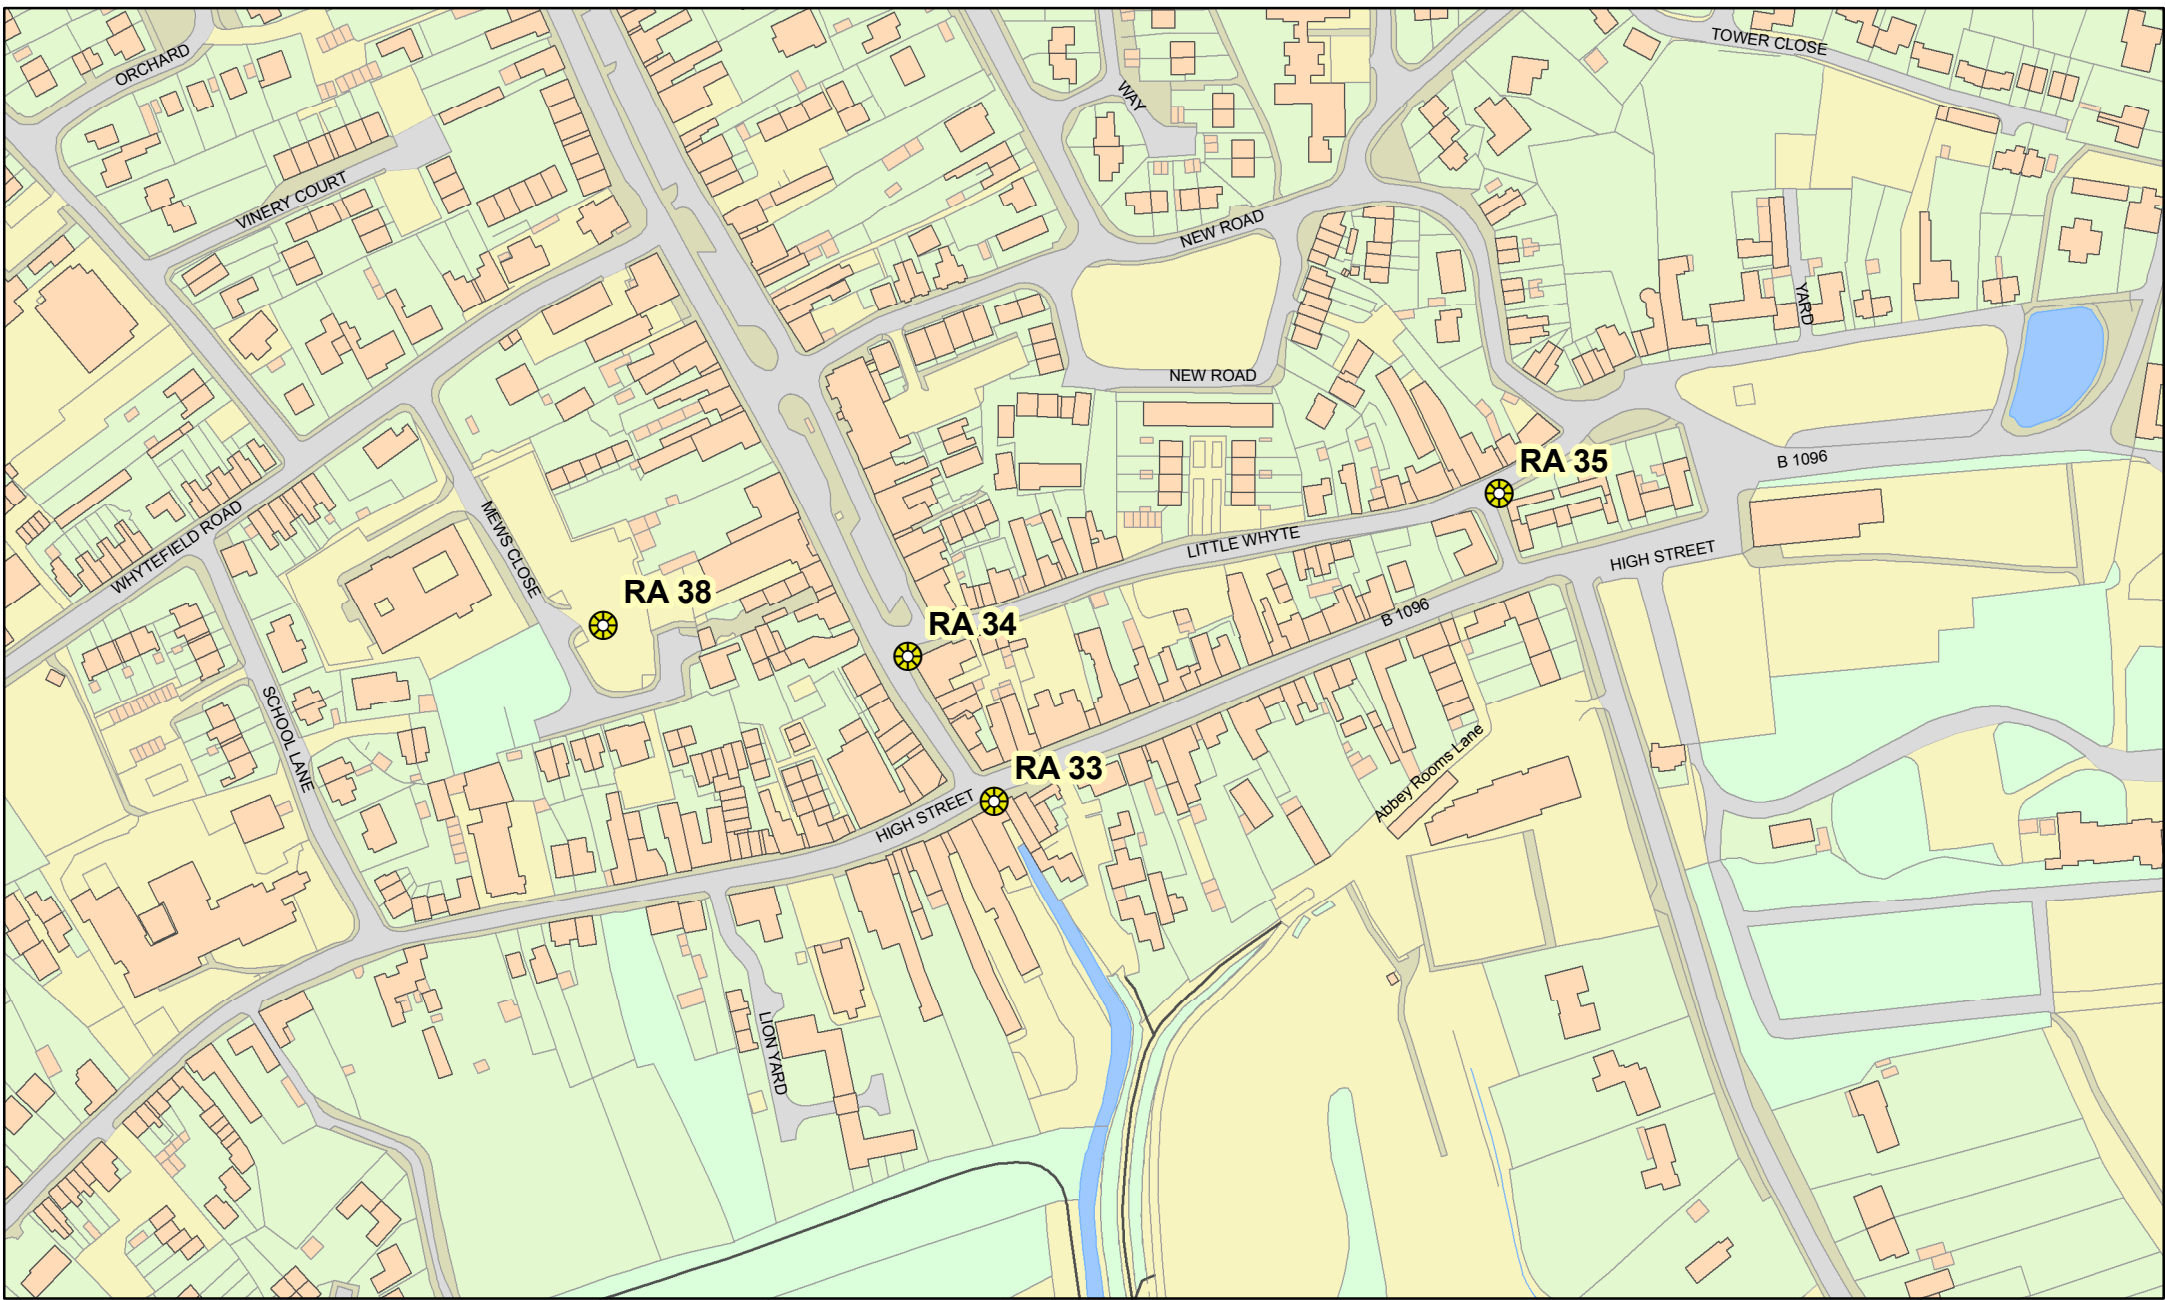 TOWER CLOSE
ORCHARD
WAY
VINERY COURT
NEW ROAD
YARD
NEW ROAD
RA 35
B 1096
WHYTEFIELD ROAD
MEWS CLOSE
LITTLE WHYTE
HIGH STREET
RA 38
B 1096
RA 34
SCHOOL LANE
RA 33
Abbey Rooms Lane
HIGH STREET
LION YARD